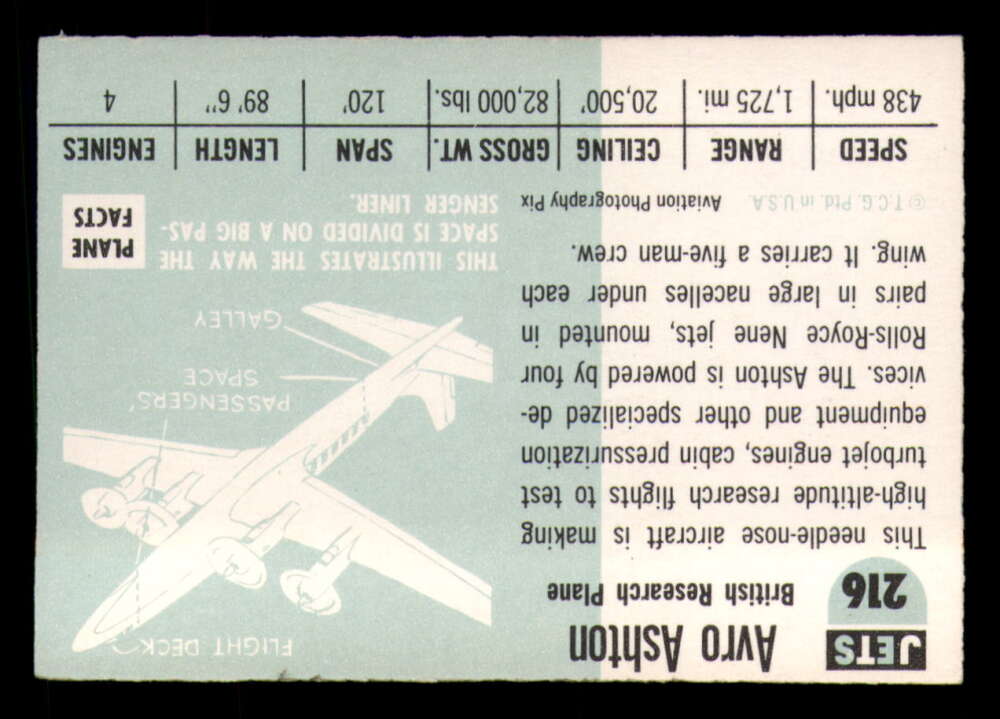 JETS
216
Avro Ashton
British Research Plane
This needle-nose aircraft is making
high-altitude research flights to test
turbojet engines, cabin pressurization
equipment and other specialized de-
vices. The Ashton is powered by four
Rolls-Royce Nene jets, mounted in
pairs in large nacelles under each
wing. It carries a five-man crew.
© T.C.G. Ptd. in U.S.A. Aviation Photography Pix
FLIGHT DECK
PASSENGERS'
SPACE
GALLEY
PLANE
FACTS
THIS ILLUSTRATES THE WAY THE
SPACE IS DIVIDED ON A BIG PAS-
SENGER LINER.
SPEED RANGE CEILING GROSS WT. SPAN LENGTH ENGINES
438 mph. 1,725 mi. 20,500' 82,000 lbs. 120' 89' 6" 4